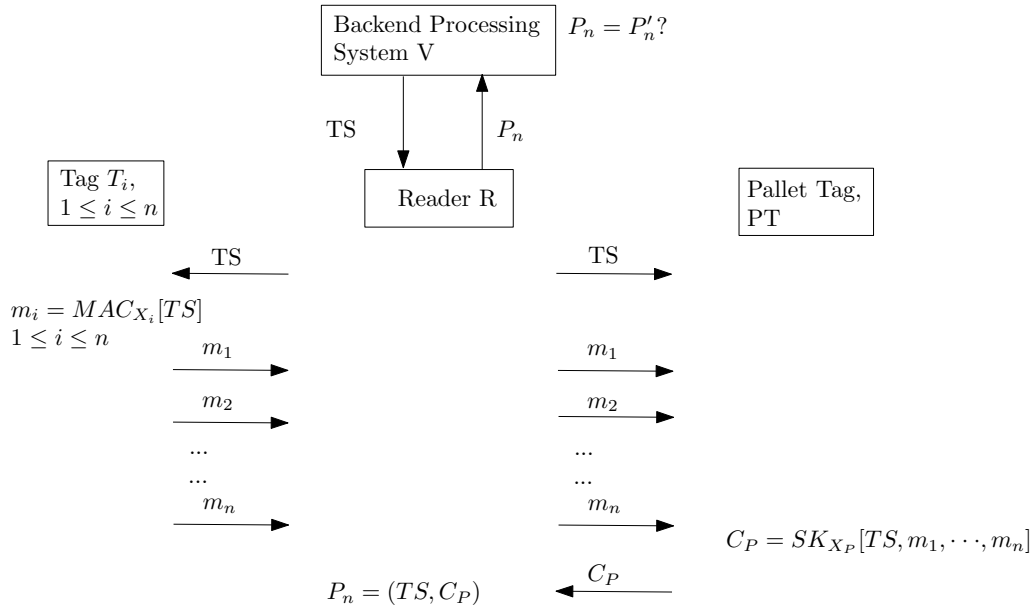 Backend Processing
System V
P_n = P'_n?
TS
P_n
Tag T_i,
1 ≤ i ≤ n
Reader R
Pallet Tag,
PT
TS
TS
m_i = MAC_{X_i}[TS]
1 ≤ i ≤ n
m_1
m_1
m_2
m_2
...
...
...
...
m_n
m_n
C_P = SK_{X_P}[TS, m_1, · · ·, m_n]
C_P
P_n = (TS, C_P)